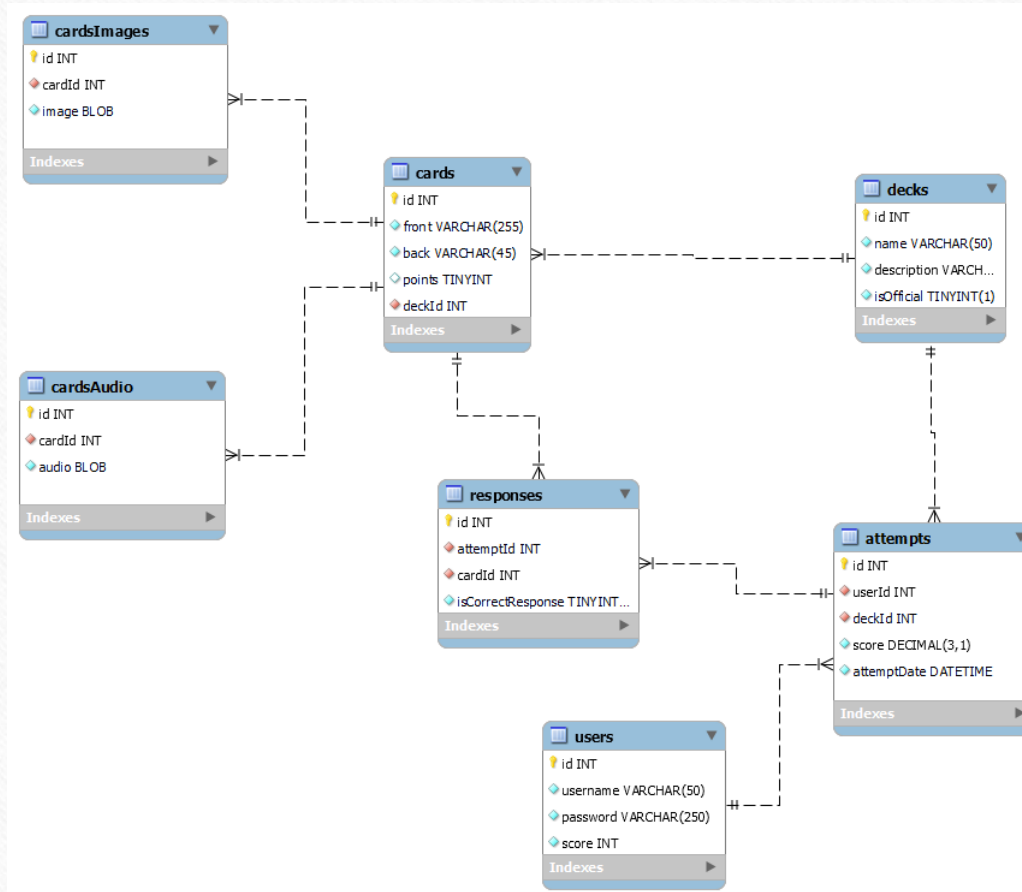 cardsImages
id INT
cardId INT
image BLOB
Indexes
cards
id INT
front VARCHAR(255)
back VARCHAR(45)
points TINYINT
deckId INT
Indexes
decks
id INT
name VARCHAR(50)
description VARCH...
isOfficial TINYINT(1)
Indexes
cardsAudio
id INT
cardId INT
audio BLOB
Indexes
responses
id INT
attemptId INT
cardId INT
isCorrectResponse TINYINT...
Indexes
attempts
id INT
userId INT
deckId INT
score DECIMAL(3,1)
attemptDate DATETIME
Indexes
users
id INT
username VARCHAR(50)
password VARCHAR(250)
score INT
Indexes